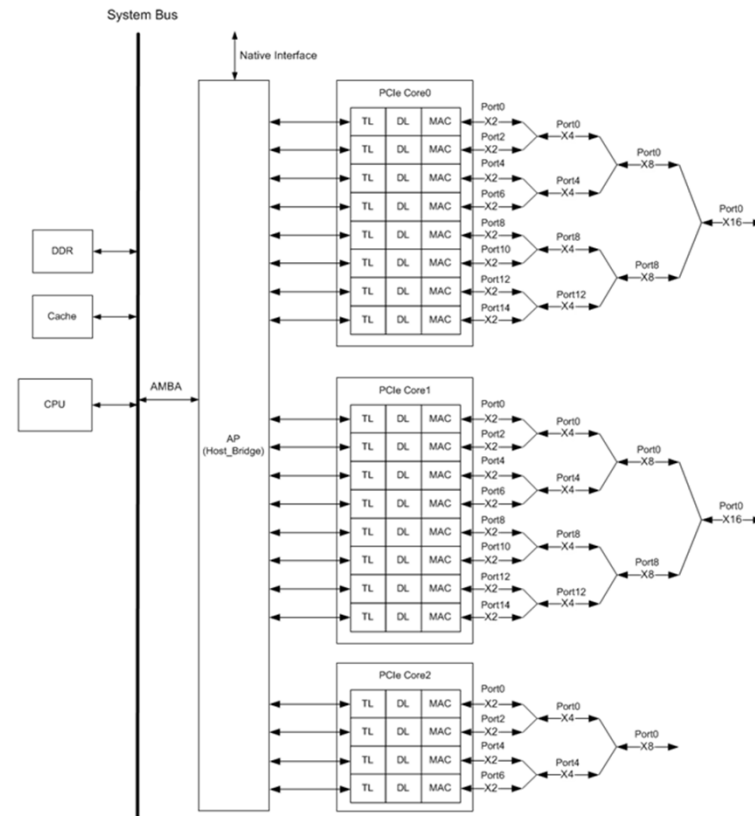 System Bus
Native Interface
DDR
Cache
CPU
AMBA
AP
(Host_Bridge)
PCIe Core0
TL DL MAC
TL DL MAC
TL DL MAC
TL DL MAC
TL DL MAC
TL DL MAC
TL DL MAC
TL DL MAC
Port0
X2
Port2
X2
Port4
X2
Port6
X2
Port8
X2
Port10
X2
Port12
X2
Port14
X2
Port0
X4
Port4
X4
Port8
X4
Port12
X4
Port0
X8
Port8
X8
Port0
X16
PCIe Core1
TL DL MAC
TL DL MAC
TL DL MAC
TL DL MAC
TL DL MAC
TL DL MAC
TL DL MAC
TL DL MAC
Port0
X2
Port2
X2
Port4
X2
Port6
X2
Port8
X2
Port10
X2
Port12
X2
Port14
X2
Port0
X4
Port4
X4
Port8
X4
Port12
X4
Port0
X8
Port8
X8
Port0
X16
PCIe Core2
TL DL MAC
TL DL MAC
TL DL MAC
TL DL MAC
Port0
X2
Port2
X2
Port4
X2
Port6
X2
Port0
X4
Port4
X4
Port0
X8